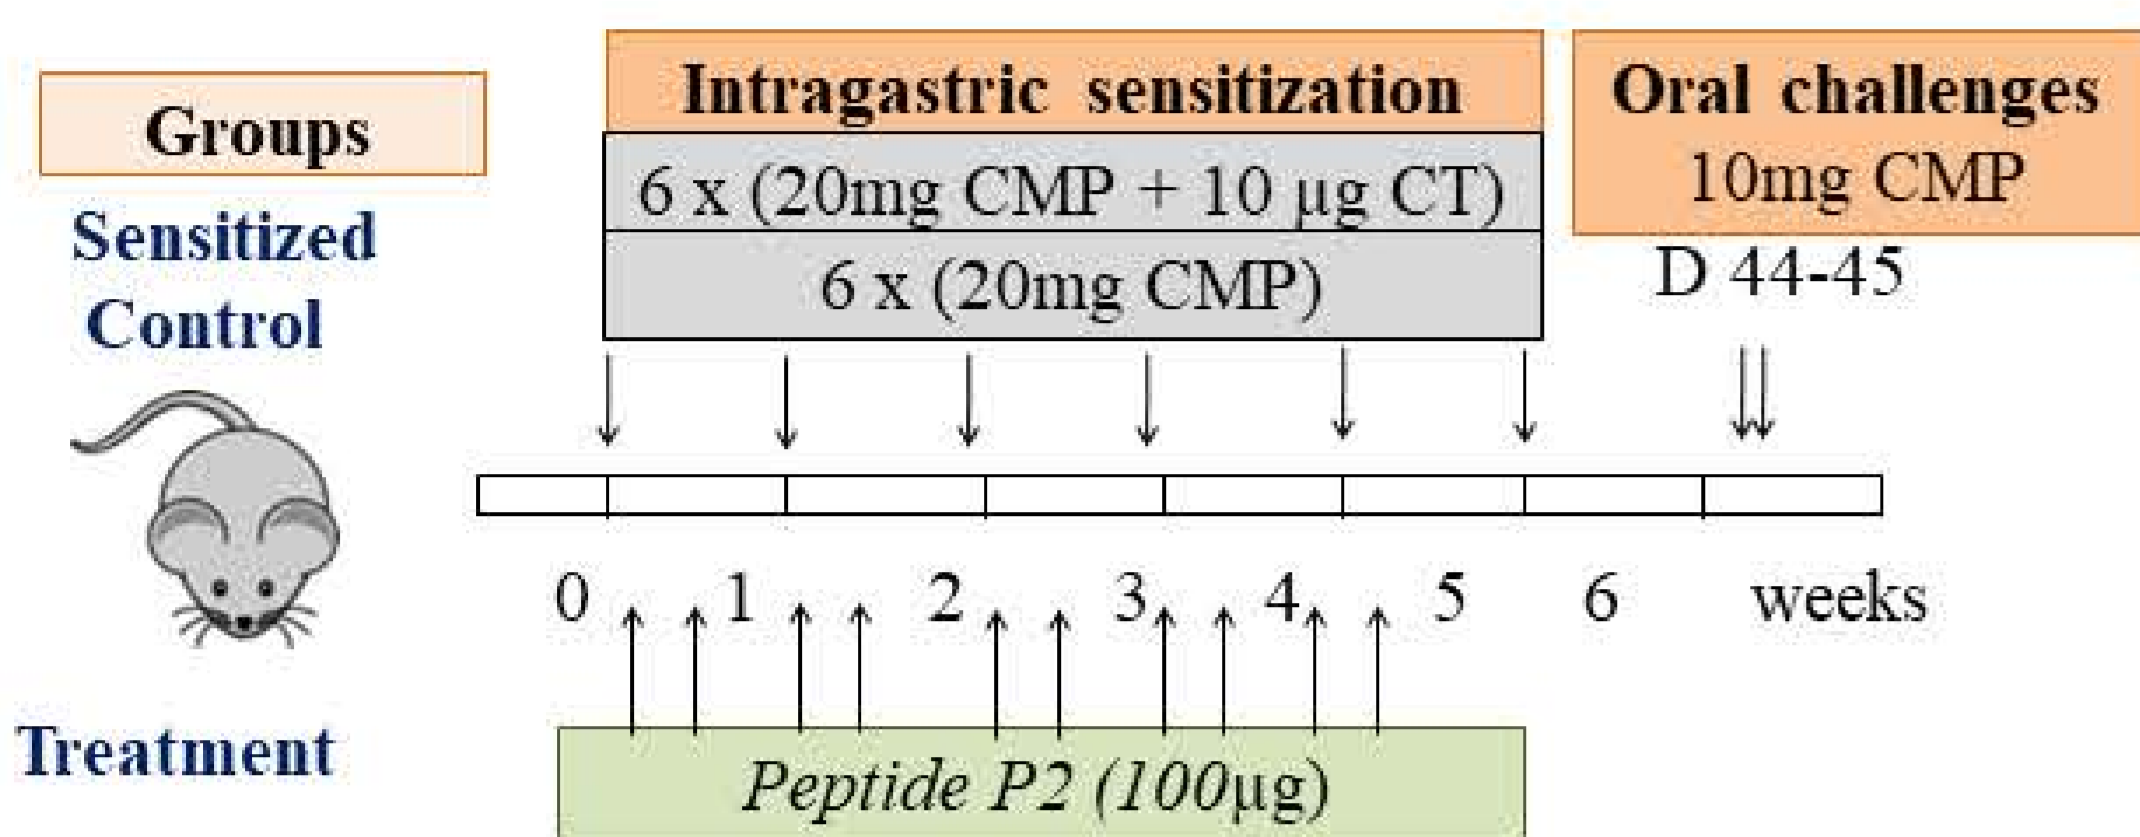 Groups
Sensitized
Control
Intragastric sensitization
6 x (20mg CMP + 10 µg CT)
6 x (20mg CMP)
Oral challenges
10mg CMP
D 44-45
0 1 2 3 4 5 6 weeks
Treatment
Peptide P2 (100µg)